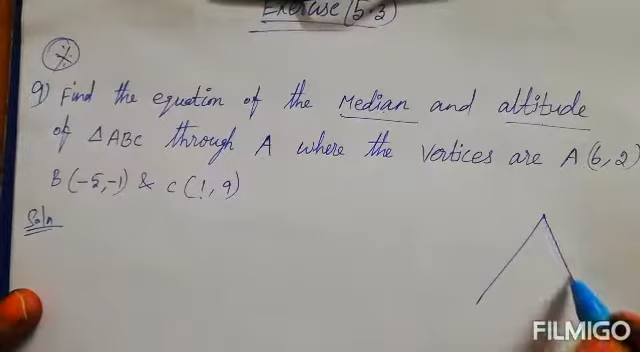 Exercise (5.3)
9) Find the equation of the Median and altitude
of △ABC through A where the Vertices are A(6,2)
B(-5,-1) & C(1,9)
Soln
FILMIGO